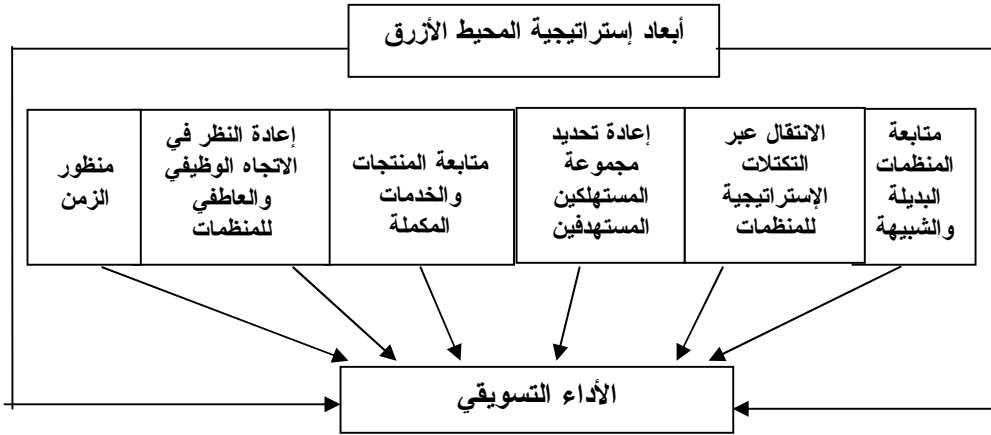 أبعاد إستراتيجية المحيط الأزرق
متابعة
المنظمات
البديلة
والشبيهة
الانتقال عبر
التكتلات
الإستراتيجية
للمنظمات
إعادة تحديد
مجموعة
المستهلكين
المستهدفين
متابعة المنتجات
والخدمات
المكملة
إعادة النظر في
الاتجاه الوظيفي
والعاطفي
للمنظمات
منظور
الزمن
الأداء التسويقي